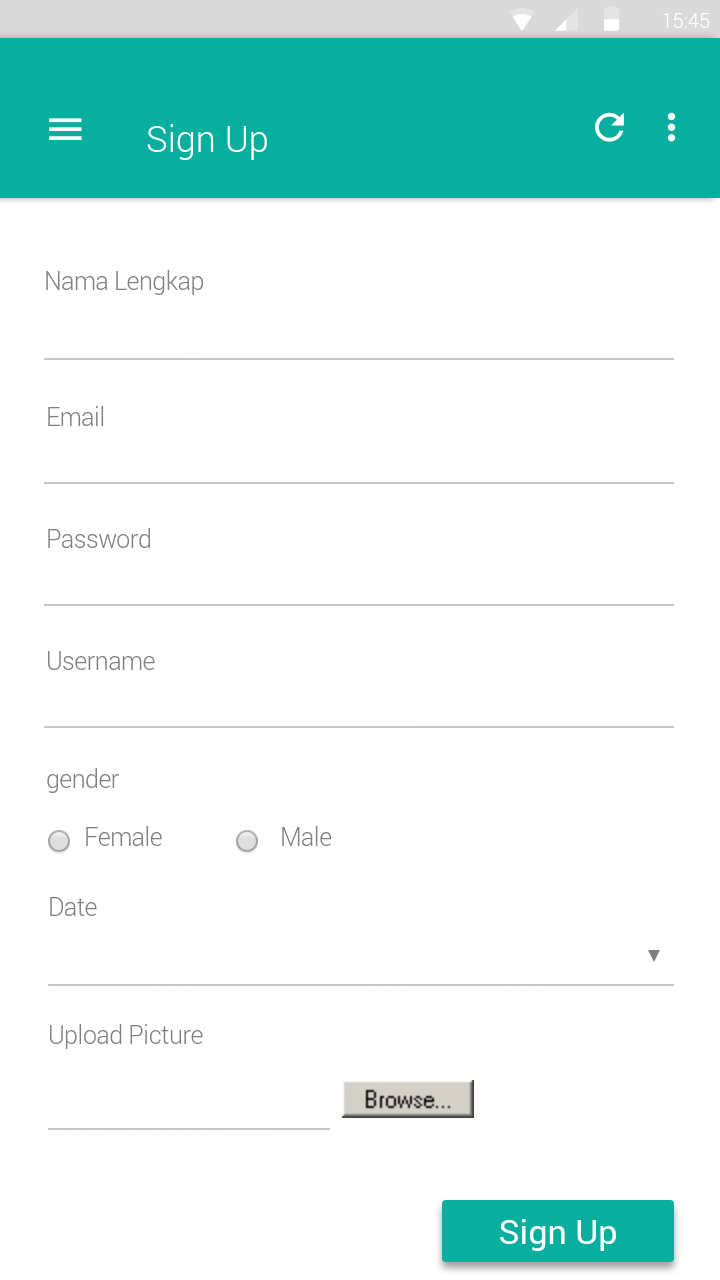 15:45
Sign Up
Nama Lengkap
Email
Password
Username
gender
Female Male
Date
Upload Picture
Browse...
Sign Up